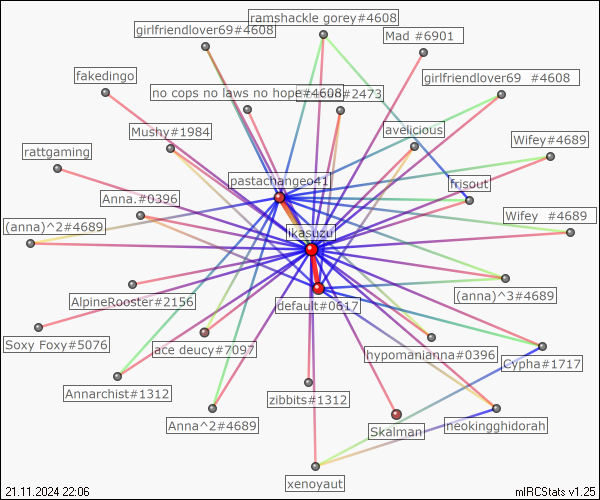 ramshackle gorey#4608
girlfriendlover69#4608
Mad #6901
fakedingo
girlfriendlover69 #4608
no cops no laws no hope#4608
#2473
Mushy#1984
avelicious
Wifey#4689
rattgaming
pastachangeo41
frisout
Anna.#0396
(anna)^2#4689
Wifey #4689
ikasuzu
AlpineRooster#2156
default#0617
(anna)^3#4689
Soxy Foxy#5076
ace deucy#7097
hypomanianna#0396
Cypha#1717
Annarchist#1312
zibbits#1312
Anna^2#4689
Skalman
neokingghidorah
xenoyaut
21.11.2024 22:06
mIRCStats v1.25